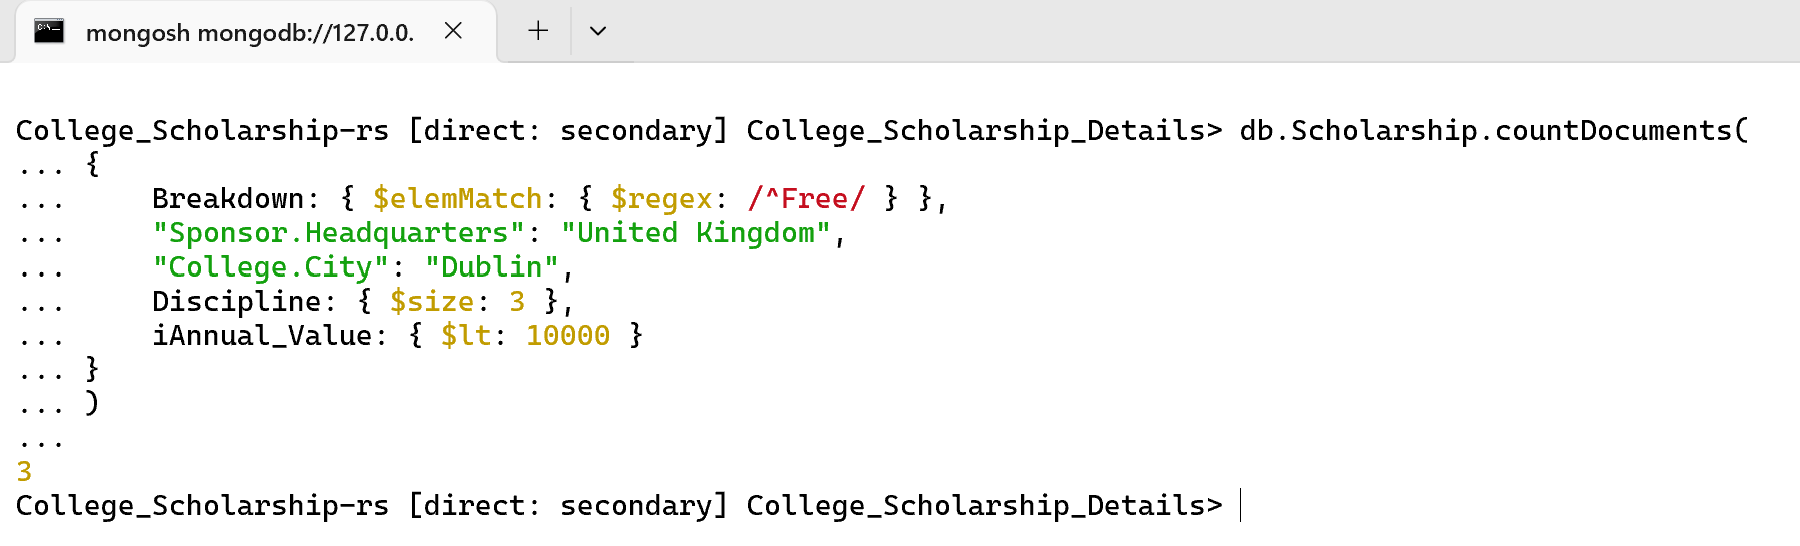 mongosh mongodb://127.0.0.
College_Scholarship-rs [direct: secondary] College_Scholarship_Details> db.Scholarship.countDocuments(
... {
...     Breakdown: { $elemMatch: { $regex: /^Free/ } },
...     "Sponsor.Headquarters": "United Kingdom",
...     "College.City": "Dublin",
...     Discipline: { $size: 3 },
...     iAnnual_Value: { $lt: 10000 }
... }
... )
...
3
College_Scholarship-rs [direct: secondary] College_Scholarship_Details>